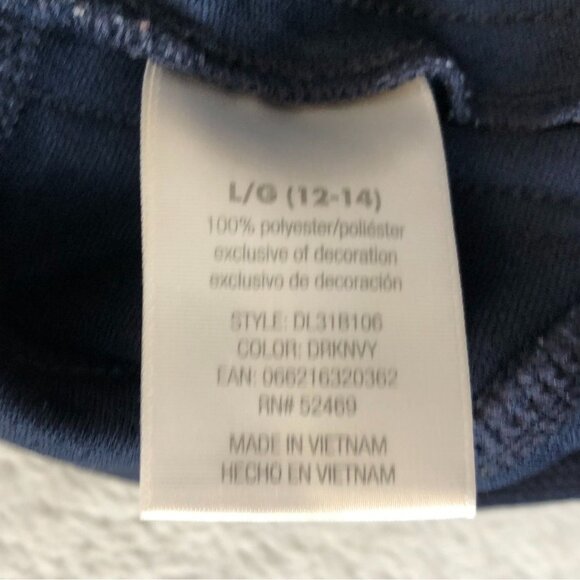 L/G (12-14)
100% polyester/poliéster
exclusive of decoration
exclusivo de decoración
STYLE: DL31B106
COLOR: DRKNVY
EAN: 066216320362
RN# 52469
MADE IN VIETNAM
HECHO EN VIETNAM